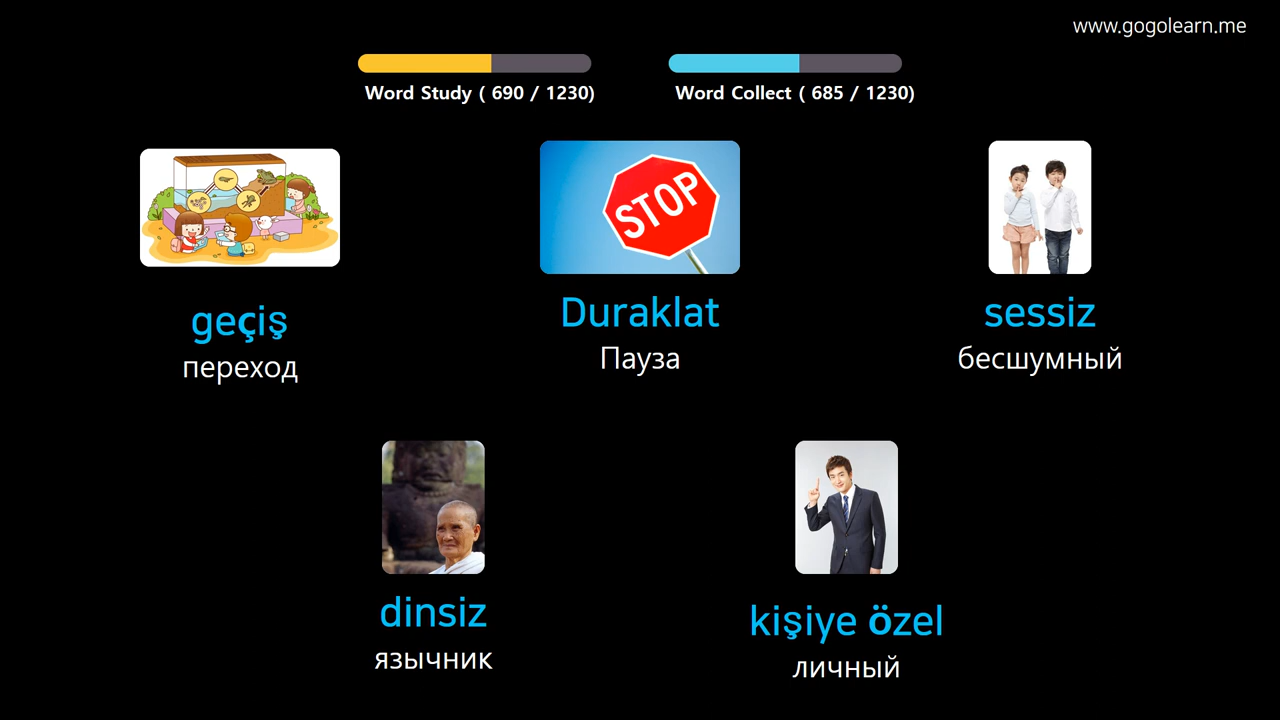 www.gogolearn.me
Word Study ( 690 / 1230)
Word Collect ( 685 / 1230)
STOP
geçiş
переход
Duraklat
Пауза
sessiz
бесшумный
dinsiz
язычник
kişiye özel
личный